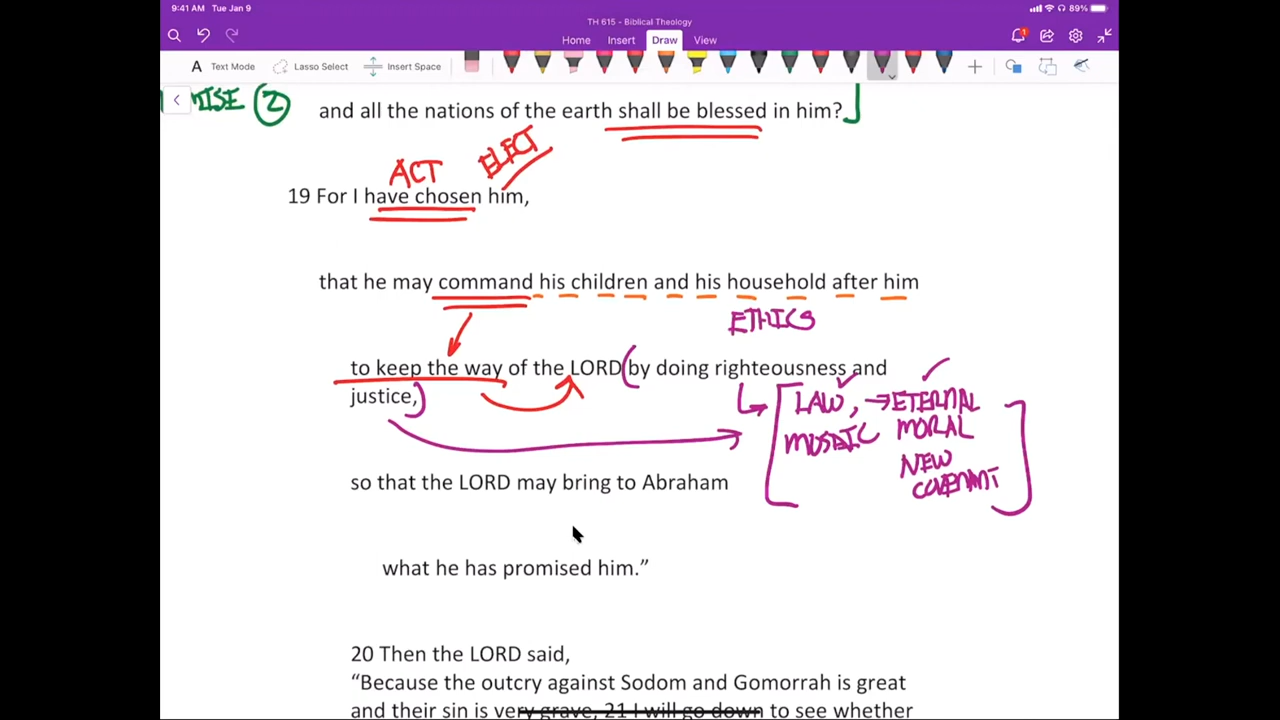 9:41 AM Tue Jan 9
89%
TH 615 - Biblical Theology
Home Insert Draw View
1
A Text Mode Lasso Select Insert Space
MISE 2
and all the nations of the earth shall be blessed in him?
ACT ELECT
19 For I have chosen him,
that he may command his children and his household after him
ETHICS
to keep the way of the LORD (by doing righteousness and
justice,)
LAW, → ETERNAL
MOSAIC MORAL
NEW
COVENANT
so that the LORD may bring to Abraham
what he has promised him.”
20 Then the LORD said,
“Because the outcry against Sodom and Gomorrah is great
and their sin is very grave, 21 I will go down to see whether